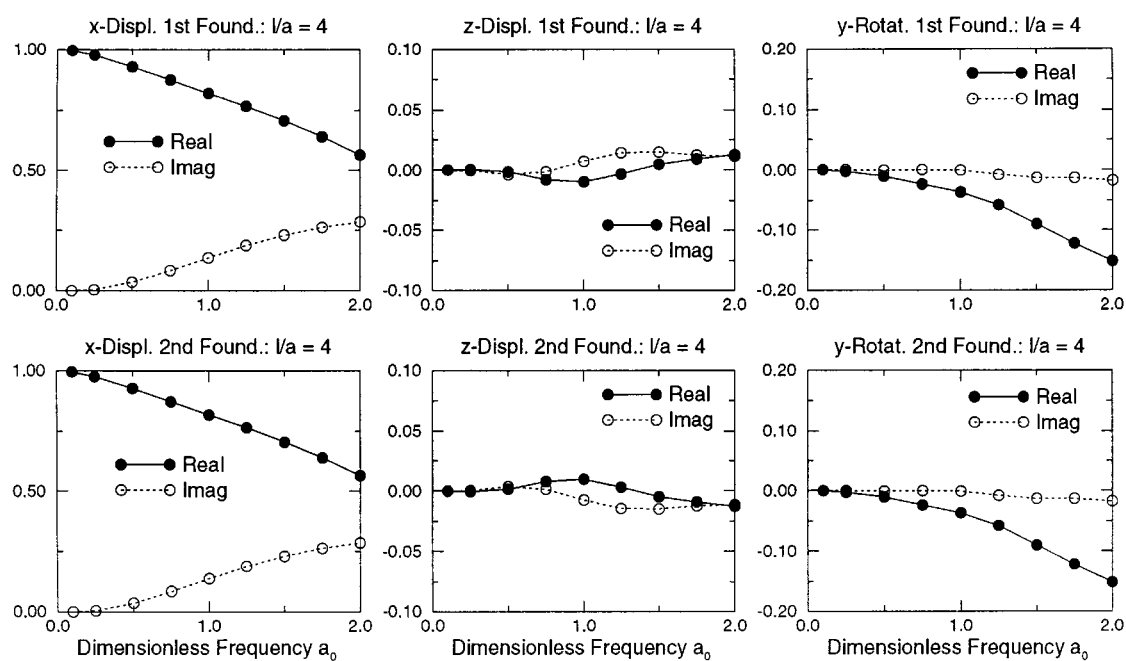 x-Displ. 1st Found.: l/a = 4
1.00
0.50
0.00
Real
Imag
0.0
1.0
2.0
z-Displ. 1st Found.: l/a = 4
0.10
0.05
0.00
-0.05
-0.10
Real
Imag
0.0
1.0
2.0
y-Rotat. 1st Found.: l/a = 4
0.20
0.10
0.00
-0.10
-0.20
Real
Imag
0.0
1.0
2.0
x-Displ. 2nd Found.: l/a = 4
1.00
0.50
0.00
Real
Imag
0.0
1.0
2.0
Dimensionless Frequency a₀
z-Displ. 2nd Found.: l/a = 4
0.10
0.05
0.00
-0.05
-0.10
Real
Imag
0.0
1.0
2.0
Dimensionless Frequency a₀
y-Rotat. 2nd Found.: l/a = 4
0.20
0.10
0.00
-0.10
-0.20
Real
Imag
0.0
1.0
2.0
Dimensionless Frequency a₀